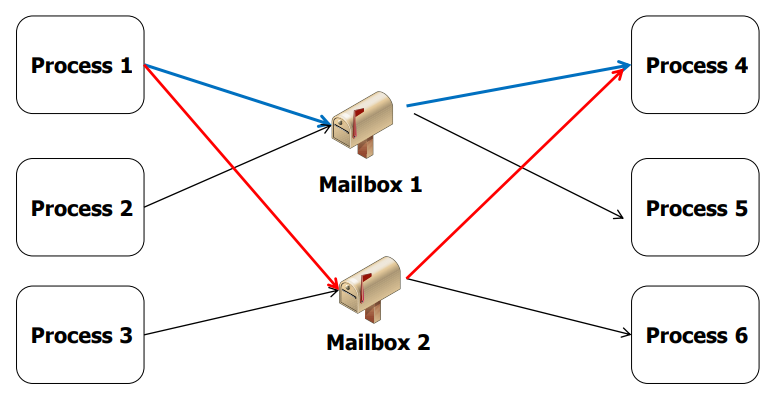 Process 1
Process 4
Mailbox 1
Process 2
Process 5
Mailbox 2
Process 3
Process 6